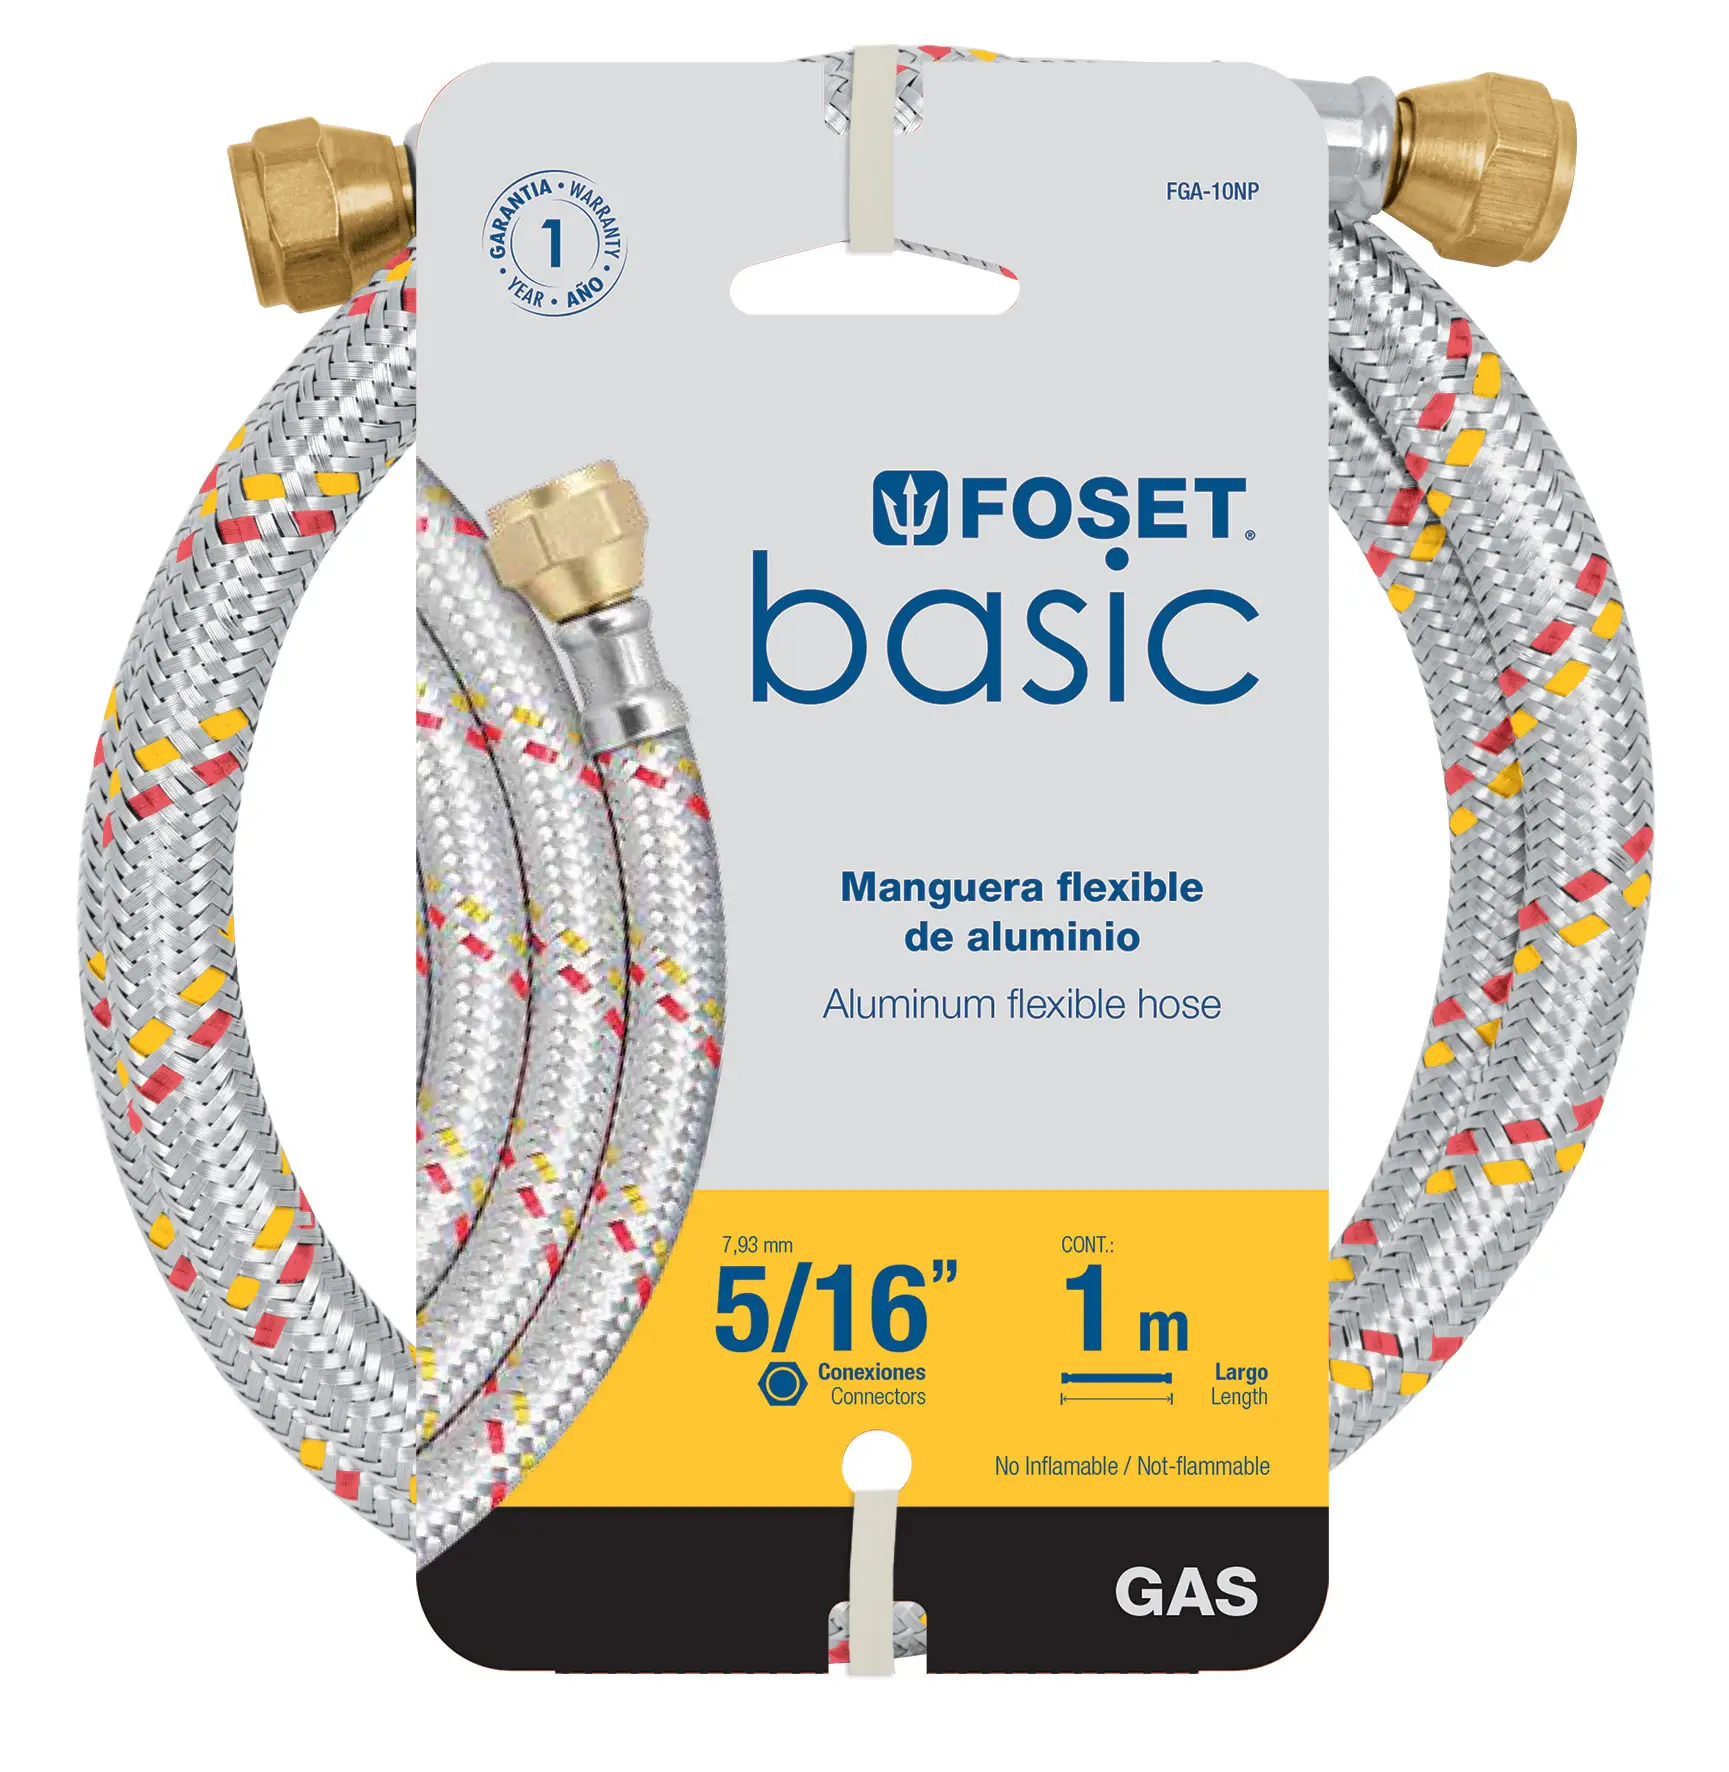 GARANTIA • WARRANTY
1
• YEAR • AÑO •
FGA-10NP
FOSET®
basic
Manguera flexible
de aluminio
Aluminum flexible hose
7,93 mm
5/16”
Conexiones
Connectors
CONT.:
1 m
Largo
Length
No Inflamable / Not-flammable
GAS